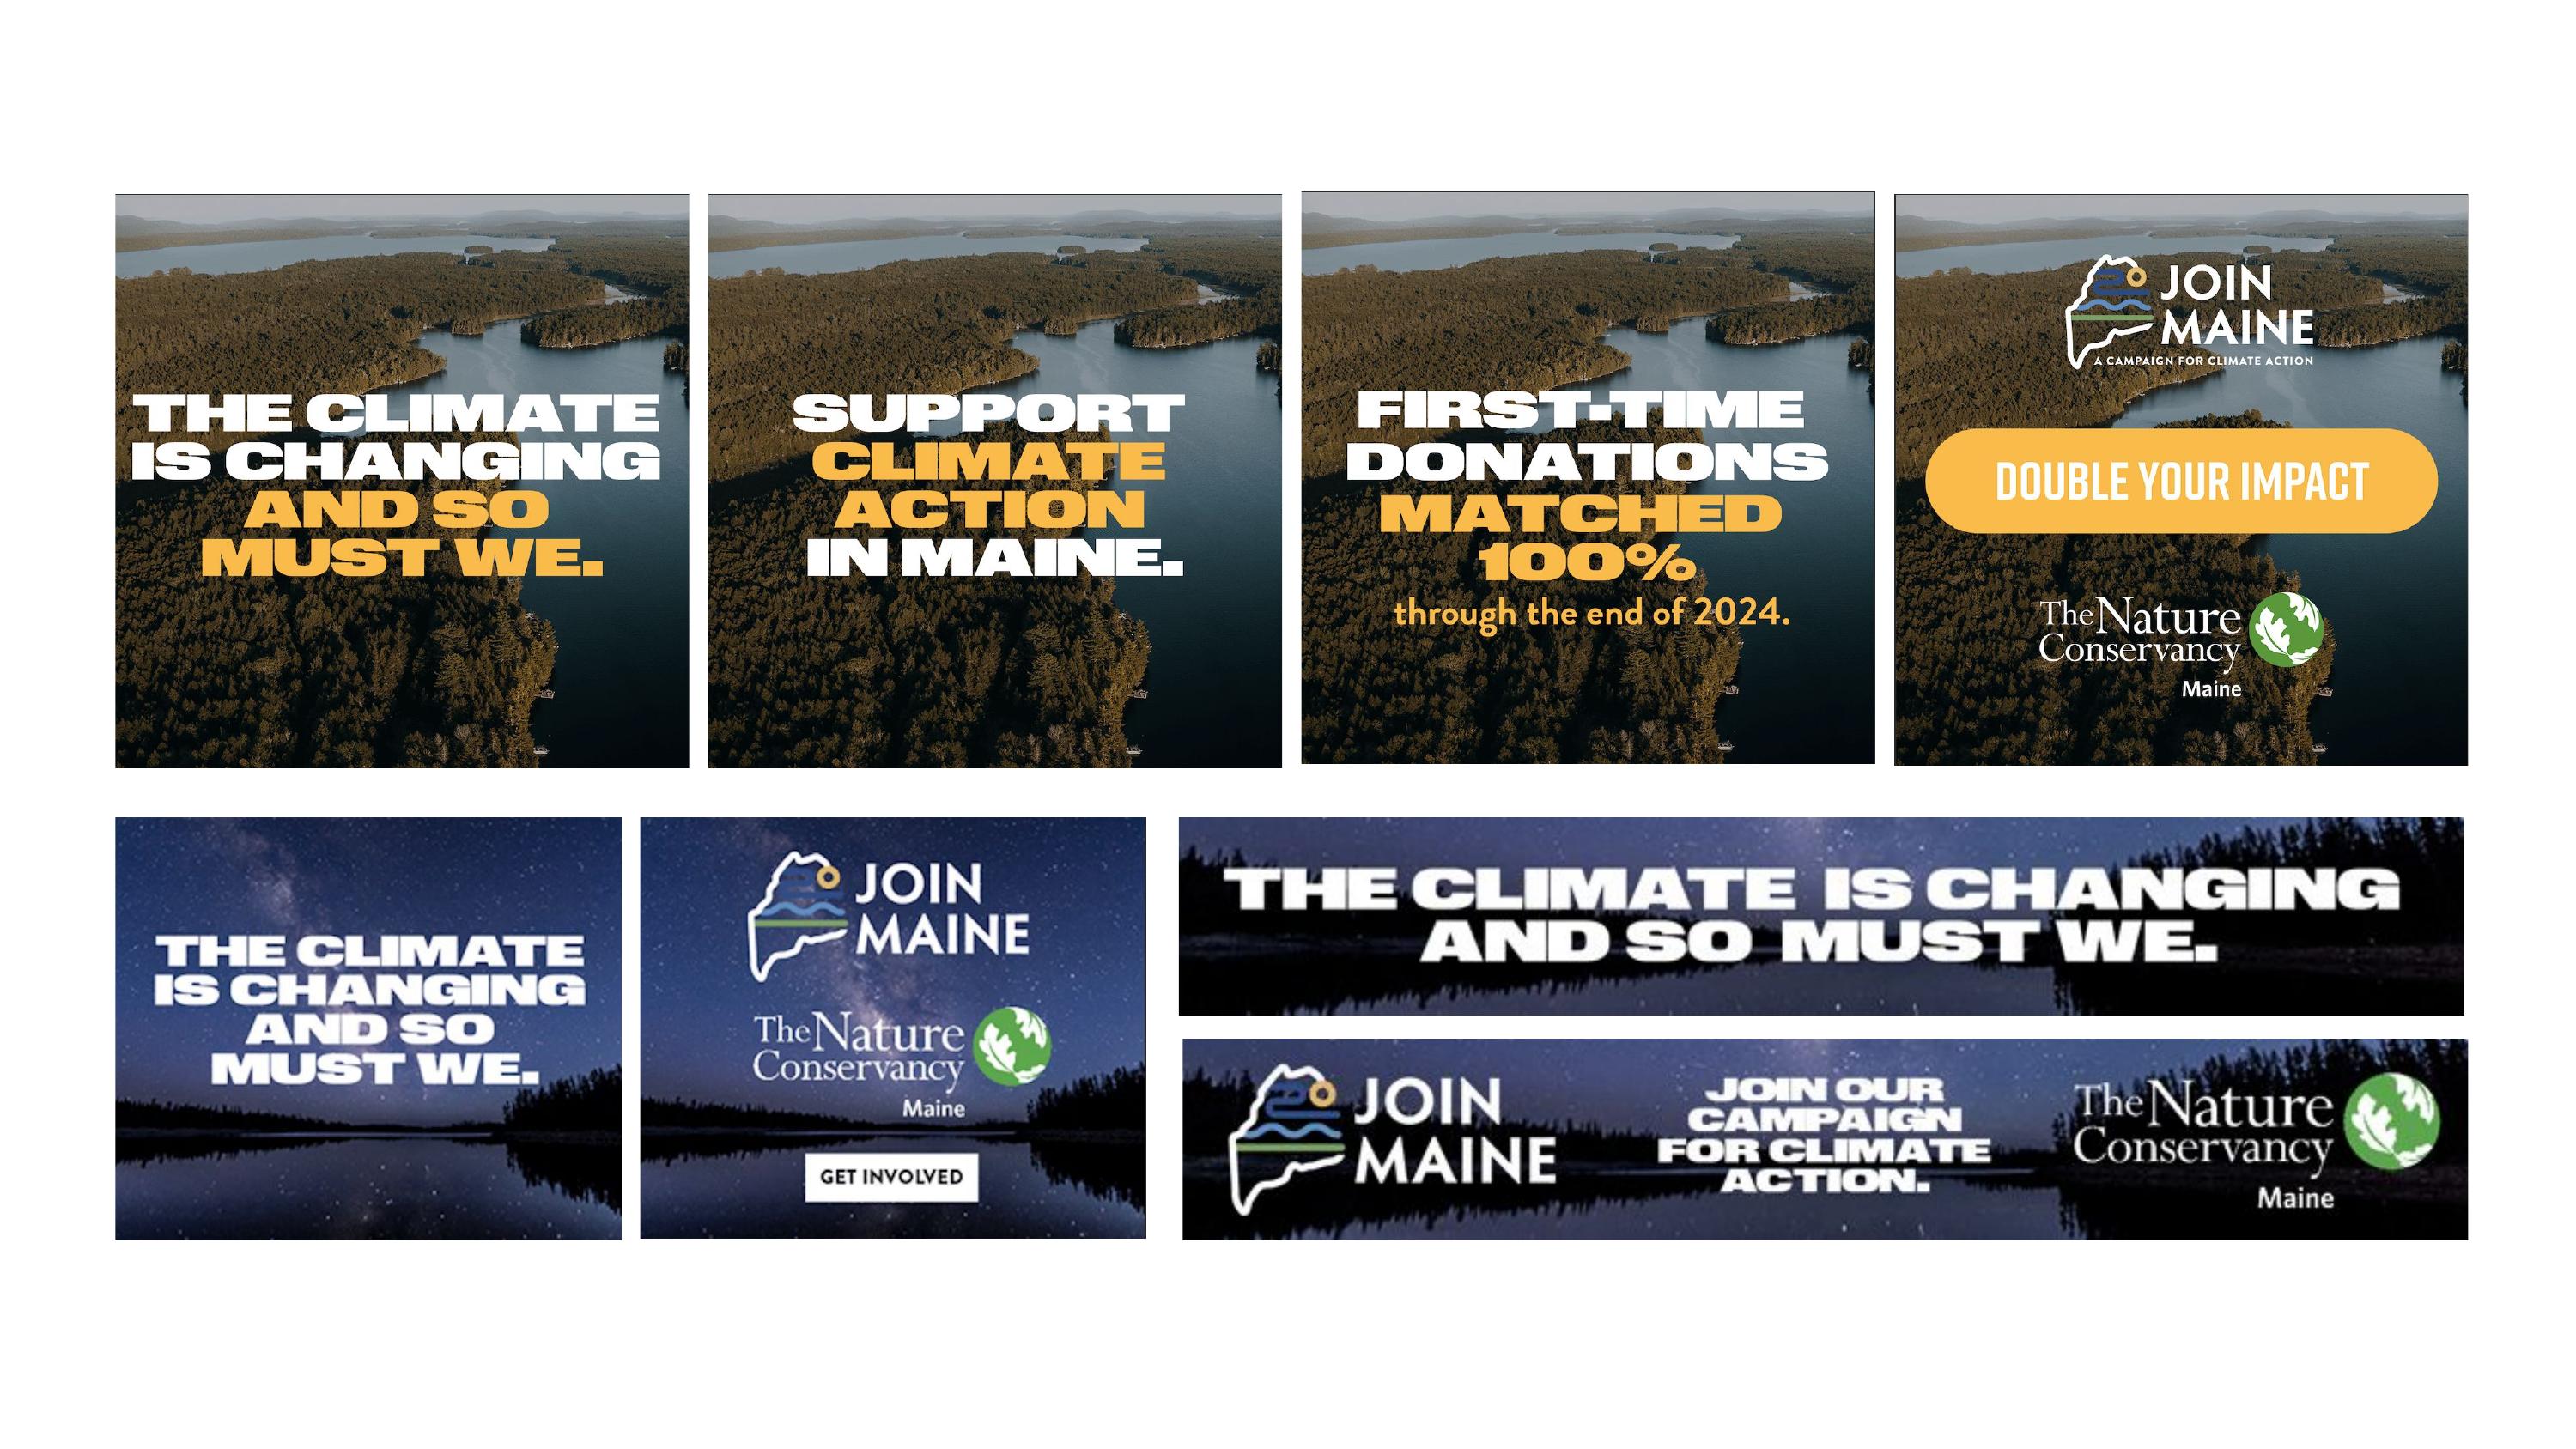 THE CLIMATE
IS CHANGING
AND SO
MUST WE.
SUPPORT
CLIMATE
ACTION
IN MAINE.
FIRST-TIME
DONATIONS
MATCHED
100%
through the end of 2024.
JOIN
MAINE
A CAMPAIGN FOR CLIMATE ACTION
DOUBLE YOUR IMPACT
The Nature
Conservancy
Maine
THE CLIMATE
IS CHANGING
AND SO
MUST WE.
JOIN
MAINE
The Nature
Conservancy
Maine
GET INVOLVED
THE CLIMATE IS CHANGING
AND SO MUST WE.
JOIN
MAINE
JOIN OUR
CAMPAIGN
FOR CLIMATE
ACTION.
The Nature
Conservancy
Maine